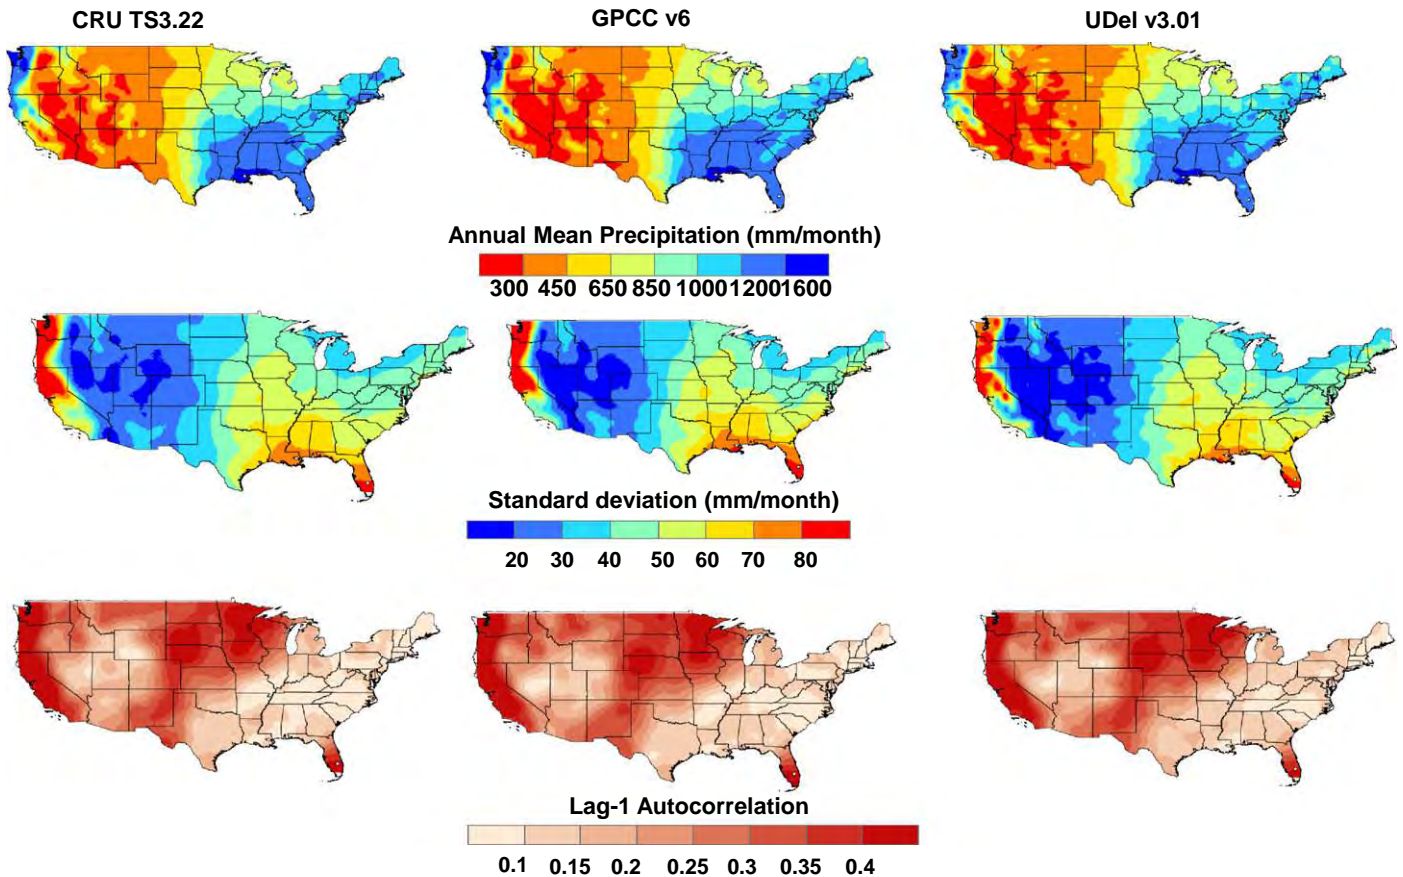 CRU TS3.22 GPCC v6 UDel v3.01
Annual Mean Precipitation (mm/month)
300 450 650 850 1000 1200 1600
Standard deviation (mm/month)
20 30 40 50 60 70 80
Lag-1 Autocorrelation
0.1 0.15 0.2 0.25 0.3 0.35 0.4